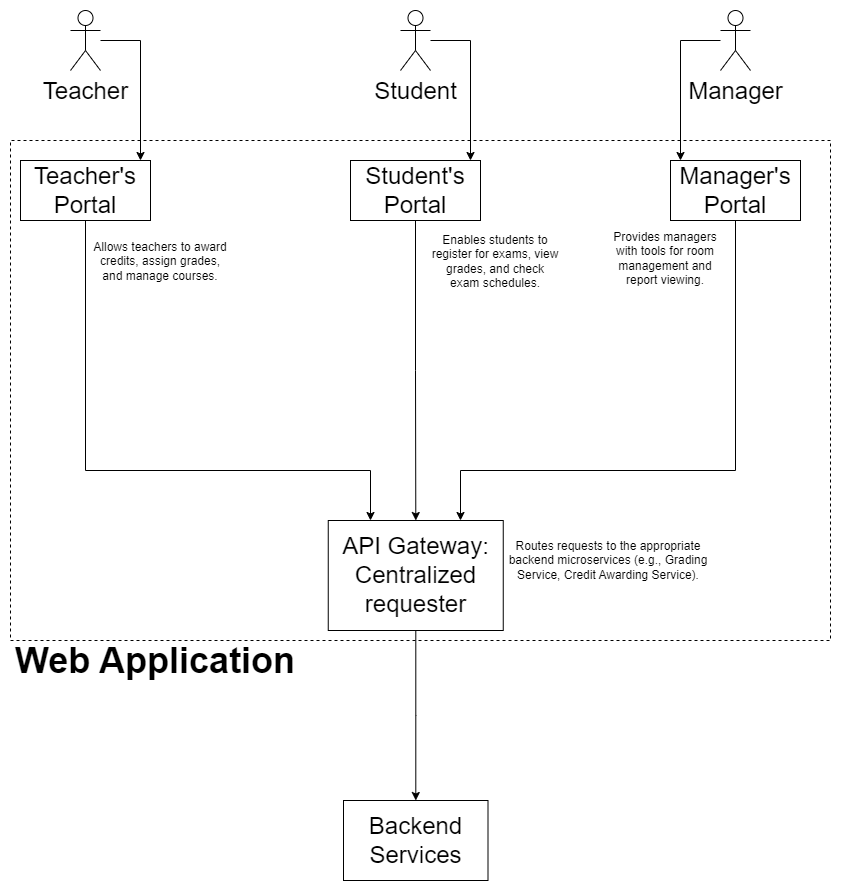 Teacher
Student
Manager
Teacher's
Portal
Student's
Portal
Manager's
Portal
Allows teachers to award
credits, assign grades,
and manage courses.
Enables students to
register for exams, view
grades, and check
exam schedules.
Provides managers
with tools for room
management and
report viewing.
API Gateway:
Centralized
requester
Routes requests to the appropriate
backend microservices (e.g., Grading
Service, Credit Awarding Service).
Web Application
Backend
Services